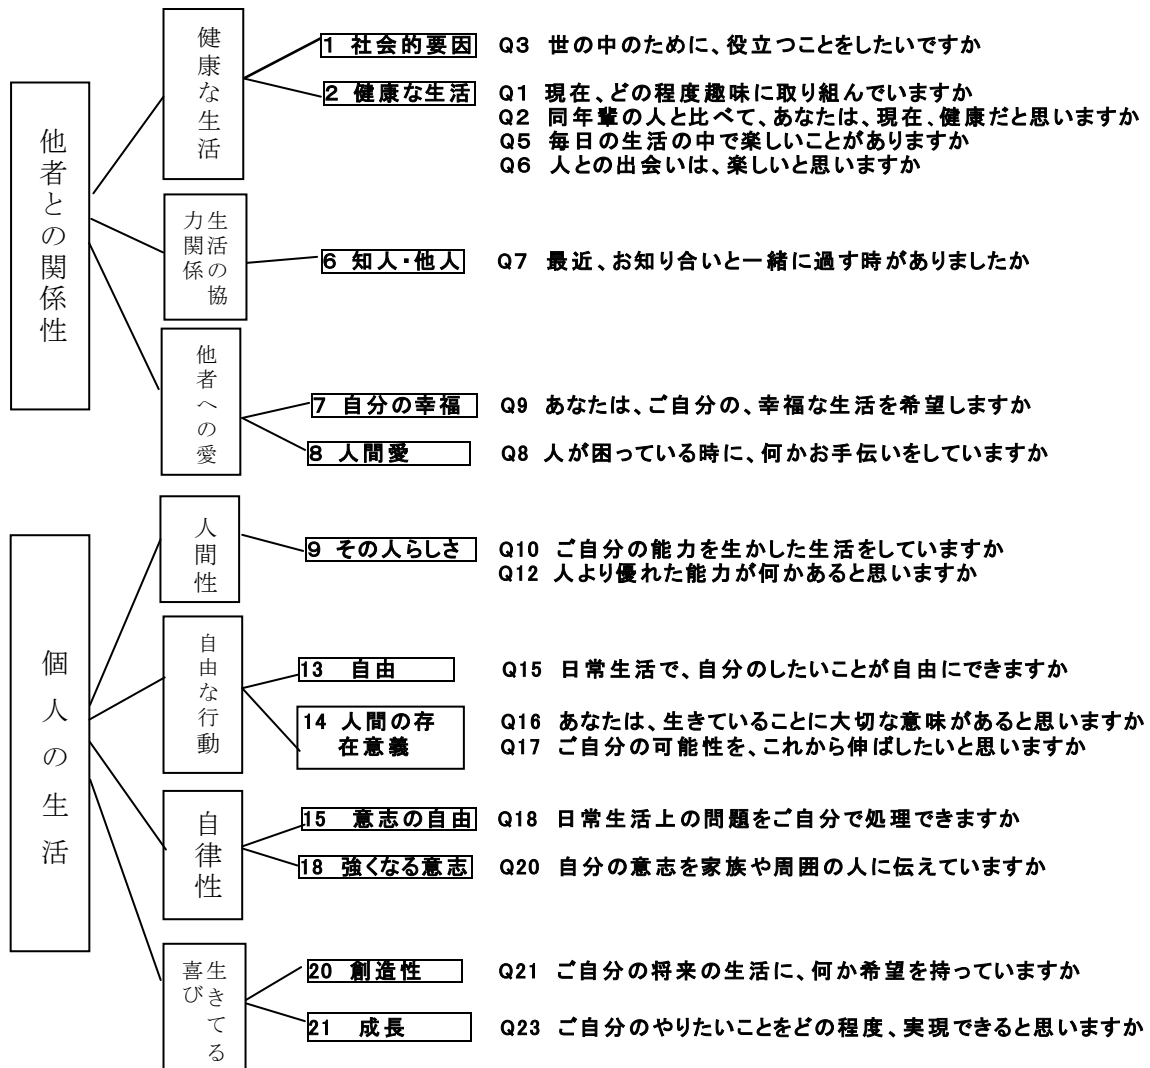 他者との関係性
健康な生活
1 社会的要因 Q3 世の中のために、役立つことをしたいですか
2 健康な生活 Q1 現在、どの程度趣味に取り組んでいますか
Q2 同年輩の人と比べて、あなたは、現在、健康だと思いますか
Q5 毎日の生活の中で楽しいことがありますか
Q6 人との出会いは、楽しいと思いますか
生活の協
力関係
6 知人・他人 Q7 最近、お知り合いと一緒に過す時がありましたか
他者への愛
7 自分の幸福 Q9 あなたは、ご自分の、幸福な生活を希望しますか
8 人間愛 Q8 人が困っている時に、何かお手伝いをしていますか
個人の生活
人間性
9 その人らしさ Q10 ご自分の能力を生かした生活をしていますか
Q12 人より優れた能力が何かあると思いますか
自由な行動
13 自由 Q15 日常生活で、自分のしたいことが自由にできますか
14 人間の存 Q16 あなたは、生きていることに大切な意味があると思いますか
在意義 Q17 ご自分の可能性を、これから伸ばしたいと思いますか
自律性
15 意志の自由 Q18 日常生活上の問題をご自分で処理できますか
18 強くなる意志 Q20 自分の意志を家族や周囲の人に伝えていますか
生きてる
喜び
20 創造性 Q21 ご自分の将来の生活に、何か希望を持っていますか
21 成長 Q23 ご自分のやりたいことをどの程度、実現できると思いますか